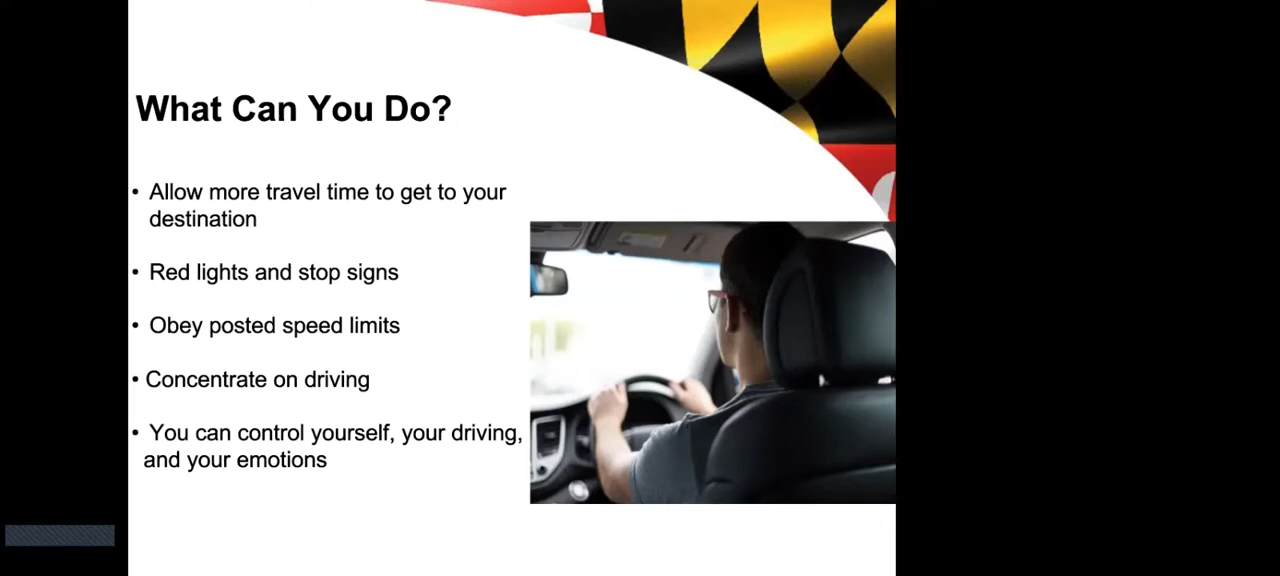 What Can You Do?
• Allow more travel time to get to your
destination
• Red lights and stop signs
• Obey posted speed limits
• Concentrate on driving
• You can control yourself, your driving,
and your emotions